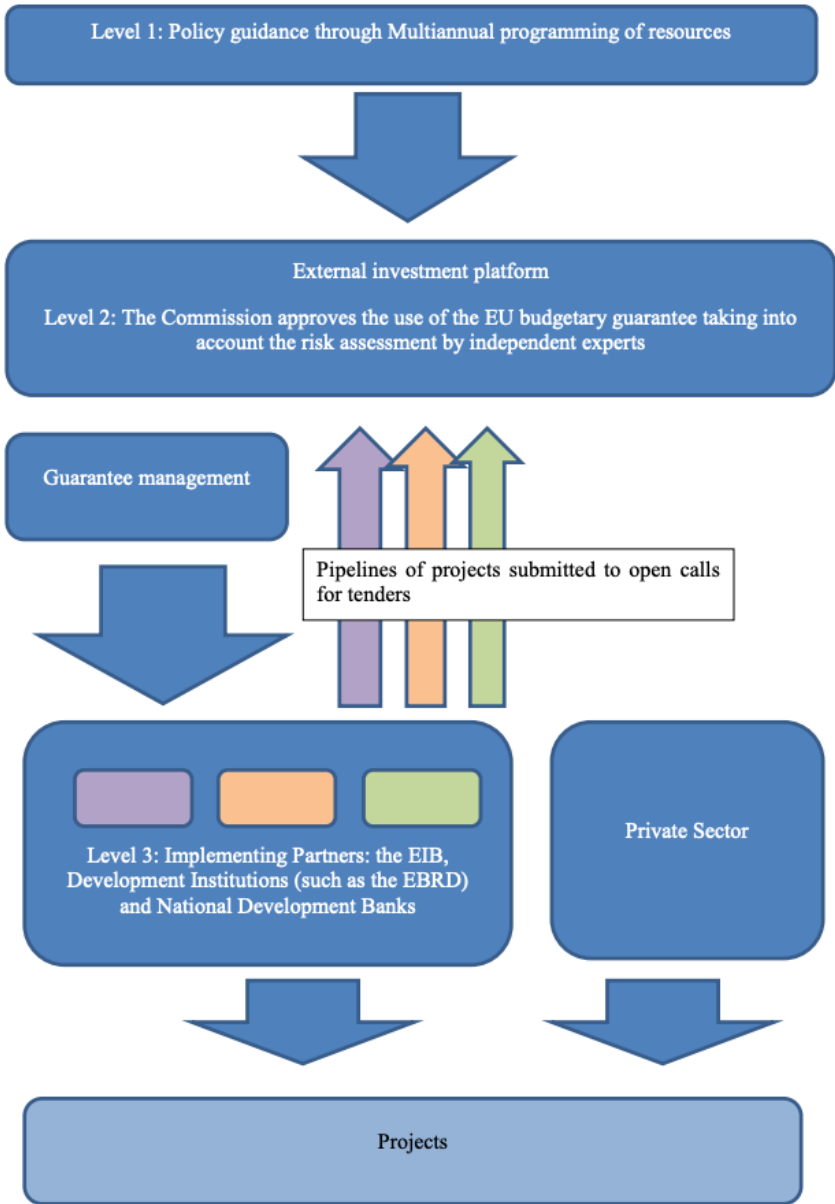 Level 1: Policy guidance through Multiannual programming of resources
External investment platform
Level 2: The Commission approves the use of the EU budgetary guarantee taking into
account the risk assessment by independent experts
Guarantee management
Pipelines of projects submitted to open calls
for tenders
Level 3: Implementing Partners: the EIB,
Development Institutions (such as the EBRD)
and National Development Banks
Private Sector
Projects